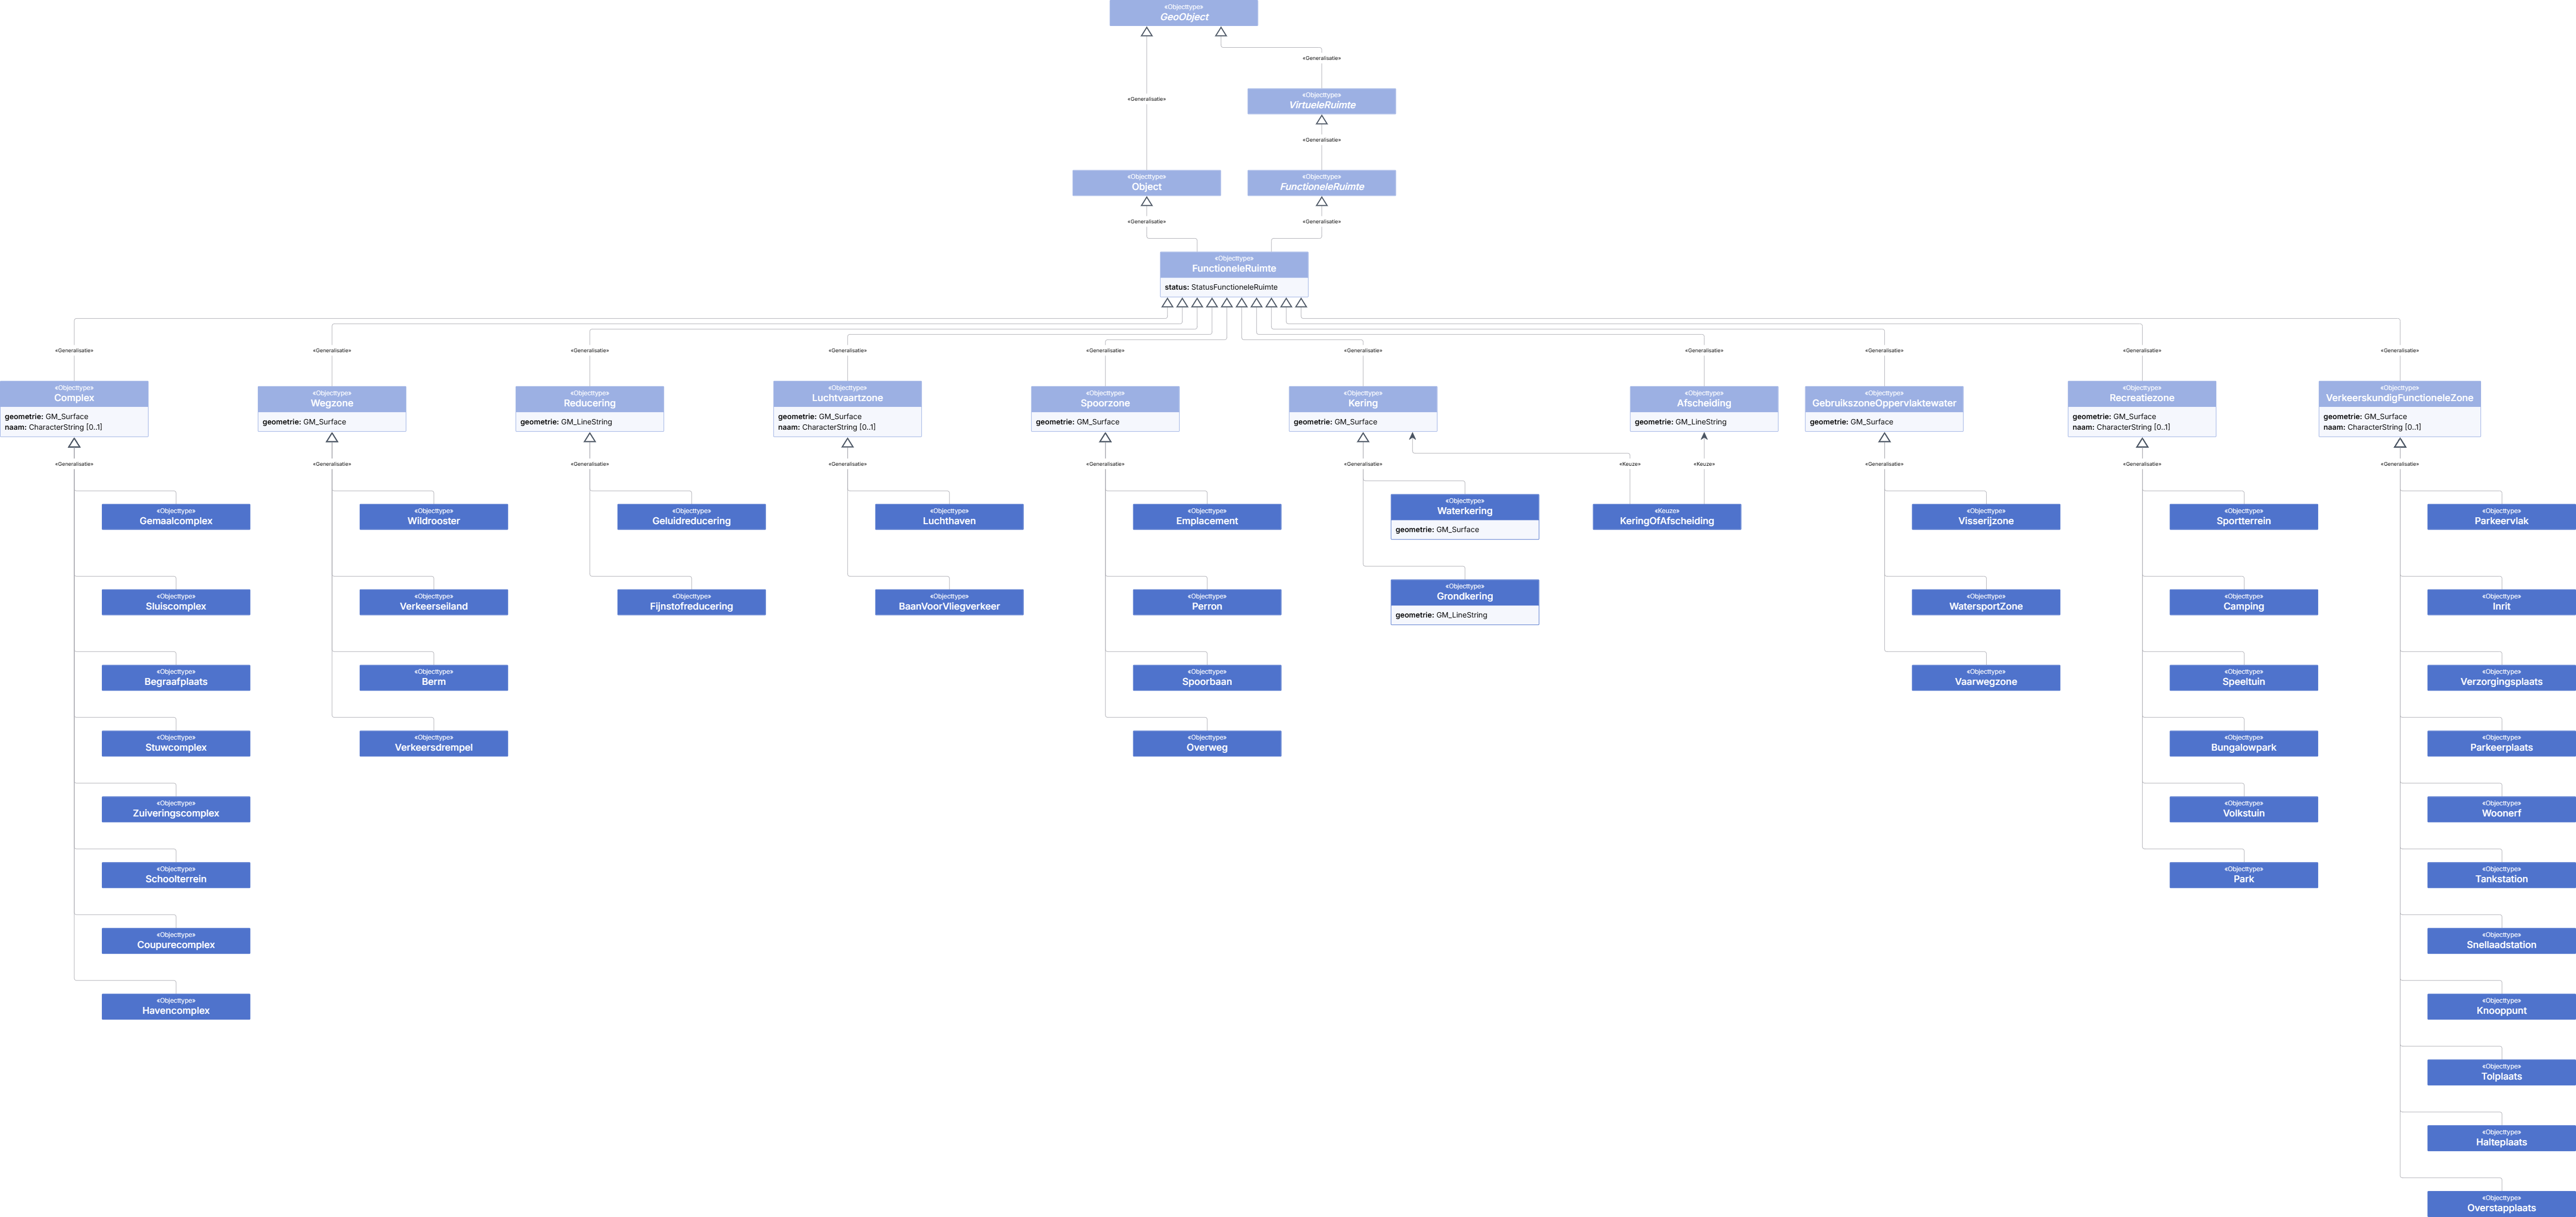 «Objecttype»
GeoObject
«Generalisatie»
«Objecttype»
VirtueleRuimte
«Generalisatie»
«Generalisatie»
«Objecttype»
Object
«Objecttype»
FunctioneleRuimte
«Generalisatie»
«Generalisatie»
«Objecttype»
FunctioneleRuimte
status: StatusFunctioneleRuimte
«Generalisatie»
«Generalisatie»
«Generalisatie»
«Generalisatie»
«Generalisatie»
«Generalisatie»
«Generalisatie»
«Generalisatie»
«Generalisatie»
«Generalisatie»
«Objecttype»
Complex
geometrie: GM_Surface
naam: CharacterString [0..1]
«Objecttype»
Wegzone
geometrie: GM_Surface
«Objecttype»
Reducering
geometrie: GM_LineString
«Objecttype»
Luchtvaartzone
geometrie: GM_Surface
naam: CharacterString [0..1]
«Objecttype»
Spoorzone
geometrie: GM_Surface
«Objecttype»
Kering
geometrie: GM_Surface
«Objecttype»
Afscheiding
geometrie: GM_LineString
«Objecttype»
GebruikszoneOppervlaktewater
geometrie: GM_Surface
«Objecttype»
Recreatiezone
geometrie: GM_Surface
naam: CharacterString [0..1]
«Objecttype»
VerkeerskundigFunctioneleZone
geometrie: GM_Surface
naam: CharacterString [0..1]
«Generalisatie»
«Generalisatie»
«Generalisatie»
«Generalisatie»
«Generalisatie»
«Generalisatie»
«Keuze»
«Keuze»
«Generalisatie»
«Generalisatie»
«Generalisatie»
«Objecttype»
Gemaalcomplex
«Objecttype»
Wildrooster
«Objecttype»
Geluidreducering
«Objecttype»
Luchthaven
«Objecttype»
Emplacement
«Objecttype»
Waterkering
geometrie: GM_Surface
«Keuze»
KeringOfAfscheiding
«Objecttype»
Visserijzone
«Objecttype»
Sportterrein
«Objecttype»
Parkeervlak
«Objecttype»
Sluiscomplex
«Objecttype»
Verkeerseiland
«Objecttype»
Fijnstofreducering
«Objecttype»
BaanVoorVliegverkeer
«Objecttype»
Perron
«Objecttype»
Grondkering
geometrie: GM_LineString
«Objecttype»
WatersportZone
«Objecttype»
Camping
«Objecttype»
Inrit
«Objecttype»
Begraafplaats
«Objecttype»
Berm
«Objecttype»
Spoorbaan
«Objecttype»
Vaarwegzone
«Objecttype»
Speeltuin
«Objecttype»
Verzorgingsplaats
«Objecttype»
Stuwcomplex
«Objecttype»
Verkeersdrempel
«Objecttype»
Overweg
«Objecttype»
Bungalowpark
«Objecttype»
Parkeerplaats
«Objecttype»
Zuiveringscomplex
«Objecttype»
Volkstuin
«Objecttype»
Woonerf
«Objecttype»
Schoolterrein
«Objecttype»
Park
«Objecttype»
Tankstation
«Objecttype»
Coupurecomplex
«Objecttype»
Snellaadstation
«Objecttype»
Havencomplex
«Objecttype»
Knooppunt
«Objecttype»
Tolplaats
«Objecttype»
Halteplaats
«Objecttype»
Overstapplaats